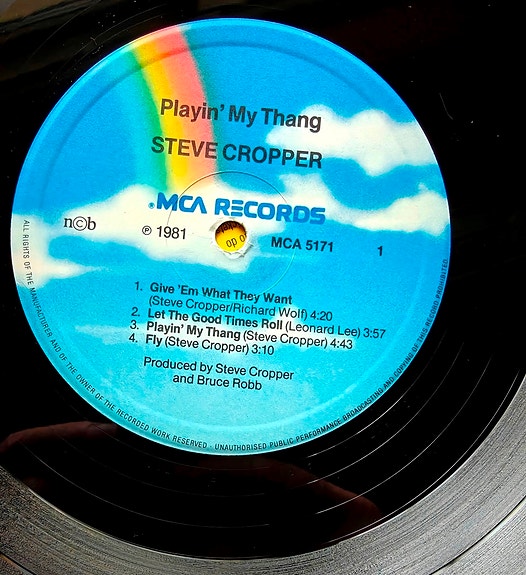 Playin' My Thang
STEVE CROPPER
MCA RECORDS
n©b
℗ 1981
MCA 5171
1
1. Give 'Em What They Want
(Steve Cropper/Richard Wolf) 4:20
2. Let The Good Times Roll (Leonard Lee) 3:57
3. Playin' My Thang (Steve Cropper) 4:43
4. Fly (Steve Cropper) 3:10
Produced by Steve Cropper
and Bruce Robb
ALL RIGHTS OF THE MANUFACTURER AND OF THE OWNER OF THE RECORDED WORK RESERVED · UNAUTHORISED PUBLIC PERFORMANCE BROADCASTING AND COPYING OF THIS RECORD PROHIBITED